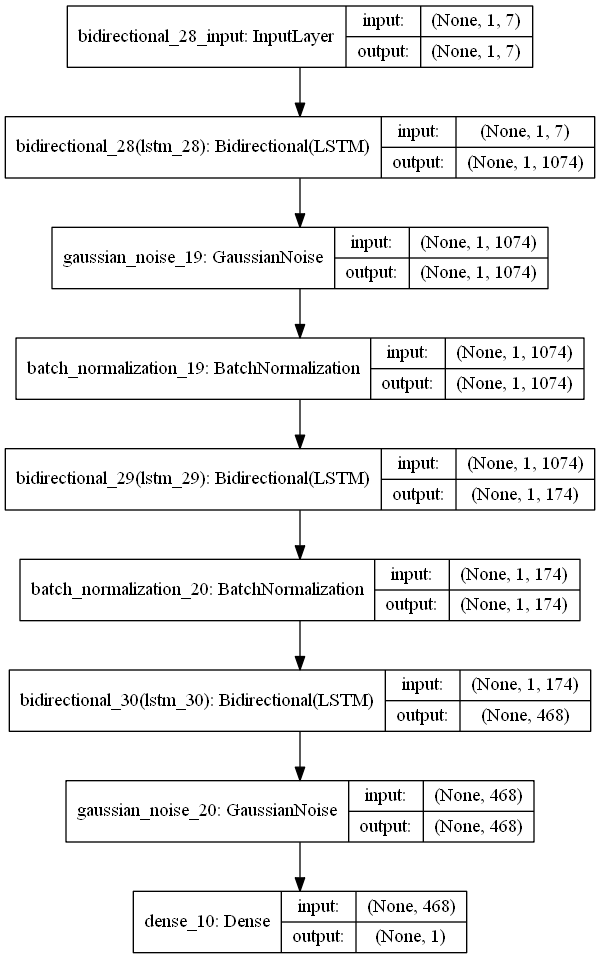 bidirectional_28_input: InputLayer
input: (None, 1, 7)
output: (None, 1, 7)
bidirectional_28(lstm_28): Bidirectional(LSTM)
input: (None, 1, 7)
output: (None, 1, 1074)
gaussian_noise_19: GaussianNoise
input: (None, 1, 1074)
output: (None, 1, 1074)
batch_normalization_19: BatchNormalization
input: (None, 1, 1074)
output: (None, 1, 1074)
bidirectional_29(lstm_29): Bidirectional(LSTM)
input: (None, 1, 1074)
output: (None, 1, 174)
batch_normalization_20: BatchNormalization
input: (None, 1, 174)
output: (None, 1, 174)
bidirectional_30(lstm_30): Bidirectional(LSTM)
input: (None, 1, 174)
output: (None, 468)
gaussian_noise_20: GaussianNoise
input: (None, 468)
output: (None, 468)
dense_10: Dense
input: (None, 468)
output: (None, 1)